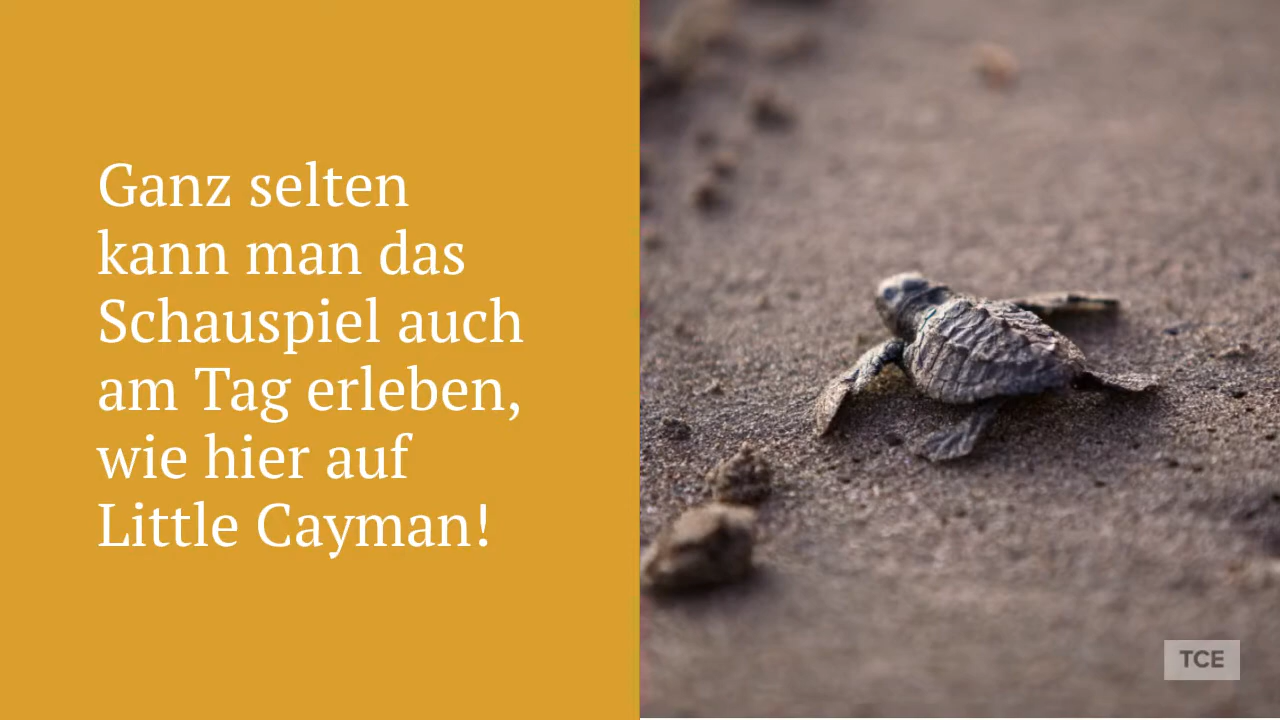 Ganz selten
kann man das
Schauspiel auch
am Tag erleben,
wie hier auf
Little Cayman!
TCE